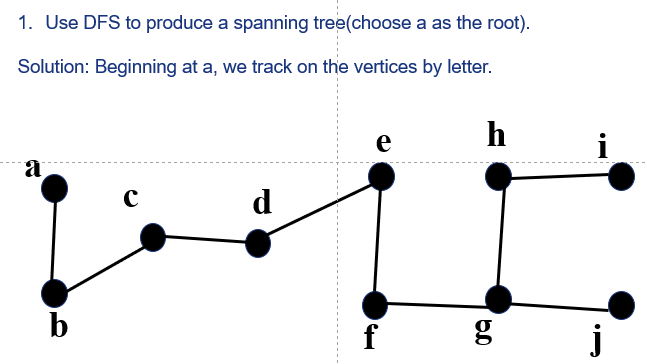 1. Use DFS to produce a spanning tree(choose a as the root).
Solution: Beginning at a, we track on the vertices by letter.
e h i
a c d
b f g j